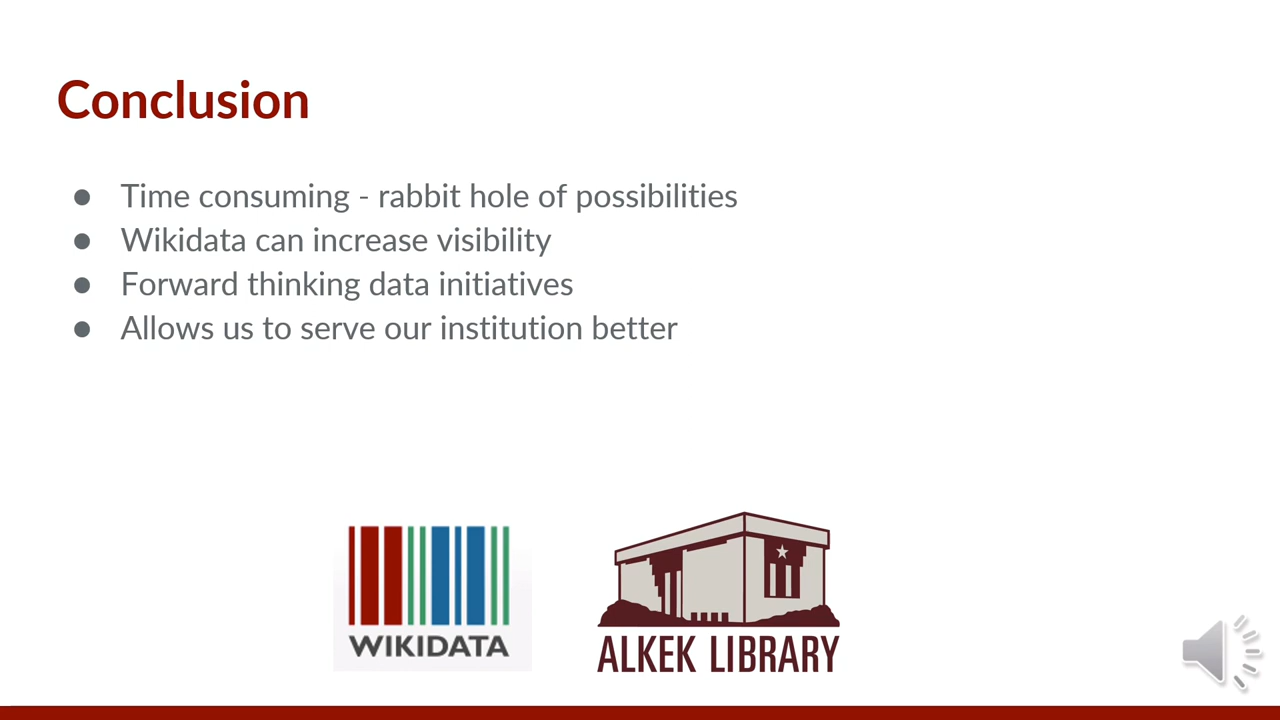 Conclusion
● Time consuming - rabbit hole of possibilities
● Wikidata can increase visibility
● Forward thinking data initiatives
● Allows us to serve our institution better
WIKIDATA
ALKEK LIBRARY